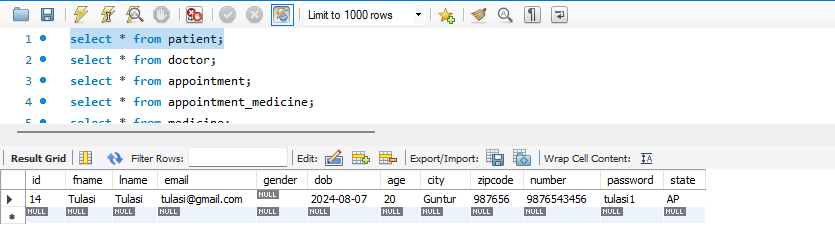 Limit to 1000 rows
1 select * from patient;
2 select * from doctor;
3 select * from appointment;
4 select * from appointment_medicine;
5 select * from medicine;
Result Grid Filter Rows: Edit: Export/Import: Wrap Cell Content: IA
id fname lname email gender dob age city zipcode number password state
14 Tulasi Tulasi tulasi@gmail.com NULL 2024-08-07 20 Guntur 987656 9876543456 tulasi1 AP
NULL NULL NULL NULL NULL NULL NULL NULL NULL NULL NULL NULL